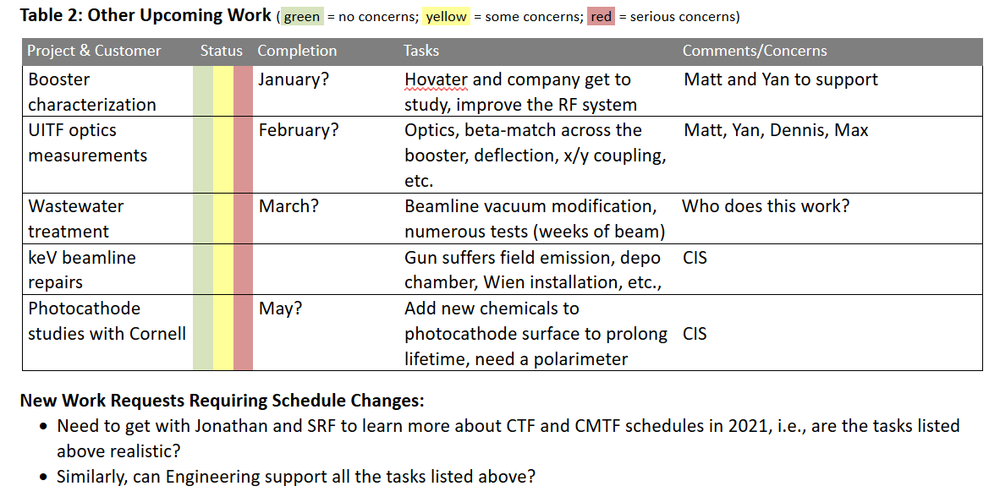 Table 2: Other Upcoming Work ( green = no concerns; yellow = some concerns; red = serious concerns)
Project & Customer Status Completion Tasks Comments/Concerns
Booster January? Hovater and company get to Matt and Yan to support
characterization study, improve the RF system
UITF optics February? Optics, beta-match across the Matt, Yan, Dennis, Max
measurements booster, deflection, x/y coupling,
etc.
Wastewater March? Beamline vacuum modification, Who does this work?
treatment numerous tests (weeks of beam)
keV beamline Gun suffers field emission, depo CIS
repairs chamber, Wien installation, etc.,
Photocathode May? Add new chemicals to
studies with Cornell photocathode surface to prolong CIS
lifetime, need a polarimeter
New Work Requests Requiring Schedule Changes:
• Need to get with Jonathan and SRF to learn more about CTF and CMTF schedules in 2021, i.e., are the tasks listed
above realistic?
• Similarly, can Engineering support all the tasks listed above?